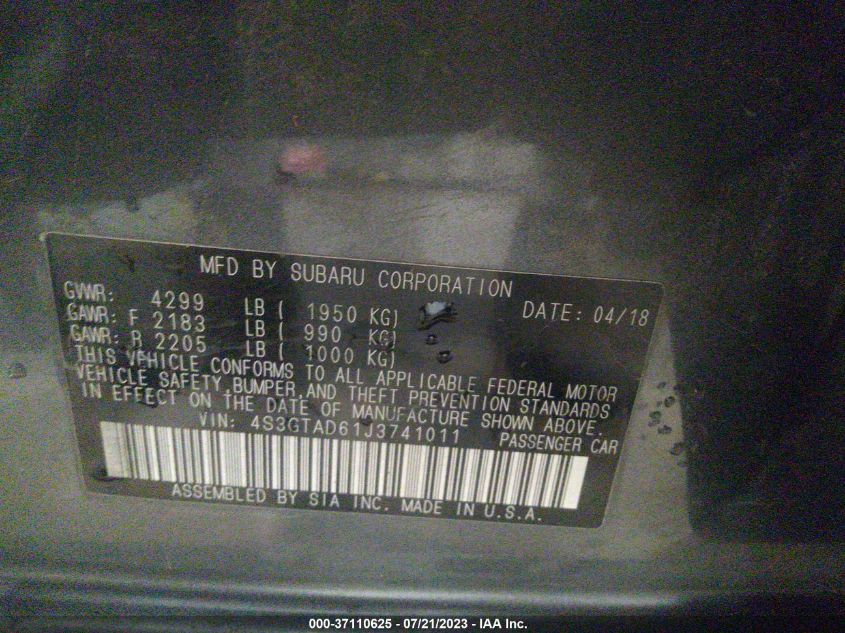 MFD BY SUBARU CORPORATION
GVWR: 4299 LB ( 1950 KG) DATE: 04/18
GAWR: F 2183 LB ( 990 KG)
GAWR: R 2205 LB ( 1000 KG)
THIS VEHICLE CONFORMS TO ALL APPLICABLE FEDERAL MOTOR
VEHICLE SAFETY, BUMPER, AND THEFT PREVENTION STANDARDS
IN EFFECT ON THE DATE OF MANUFACTURE SHOWN ABOVE.
VIN: 4S3GTAD61J3741011 PASSENGER CAR
ASSEMBLED BY SIA INC. MADE IN U.S.A.
000-37110625 - 07/21/2023 - IAA Inc.